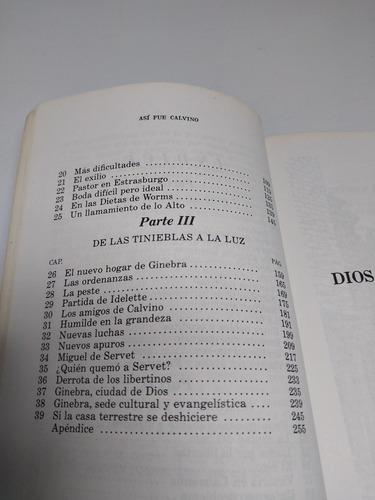 ASÍ FUE CALVINO
20 Más dificultades
21 El exilio
22 Pastor en Estrasburgo
23 Boda difícil pero ideal
24 En las Dietas de Worms
25 Un llamamiento de lo Alto
Parte III
DE LAS TINIEBLAS A LA LUZ
CAP. PÁG.
26 El nuevo hogar de Ginebra 159
27 Las ordenanzas 165
28 La peste 169
29 Partida de Idelette 175
30 Los amigos de Calvino 181
31 Humilde en la grandeza 191
32 Nuevas luchas 199
33 Nuevos apuros 209
34 Miguel de Servet 217
35 ¿Quién quemó a Servet? 225
36 Derrota de los libertinos 233
37 Ginebra, ciudad de Dios 235
38 Ginebra, sede cultural y evangelística 239
39 Si la casa terrestre se deshiciere 245
Apéndice 255
DIOS